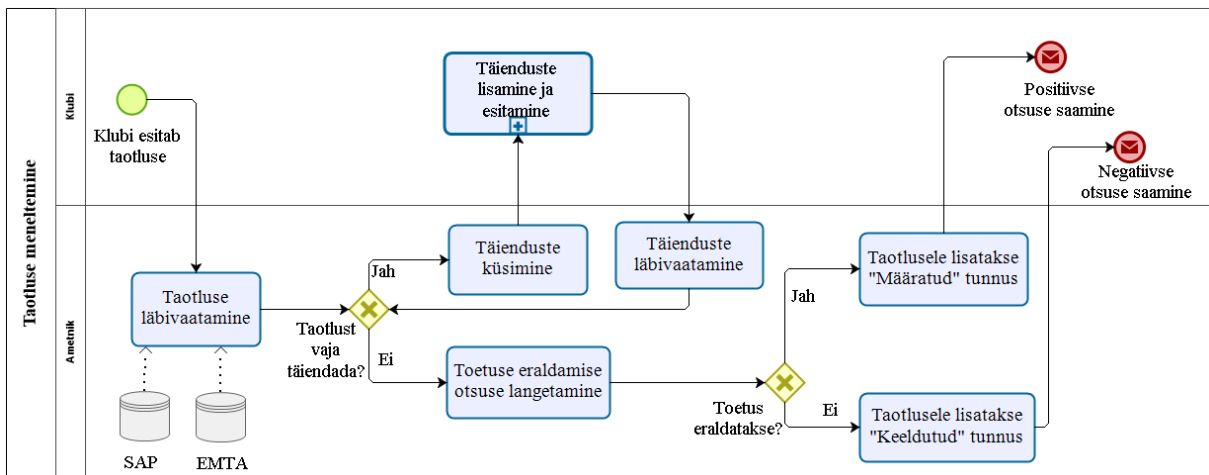 Taotluse meneltemine
Klubi
Klubi esitab
taotluse
Täienduste
lisamine ja
esitamine
Positiivse
otsuse saamine
Negatiivse
otsuse saamine
Ametnik
Taotluse
läbivaatamine
SAP
EMTA
Taotlust
vaja
täiendada?
Jah
Täienduste
küsimine
Täienduste
läbivaatamine
Ei
Toetuse eraldamise
otsuse langetamine
Toetus
eraldatakse?
Jah
Taotlusele lisatakse
"Määratud" tunnus
Ei
Taotlusele lisatakse
"Keeldutud" tunnus